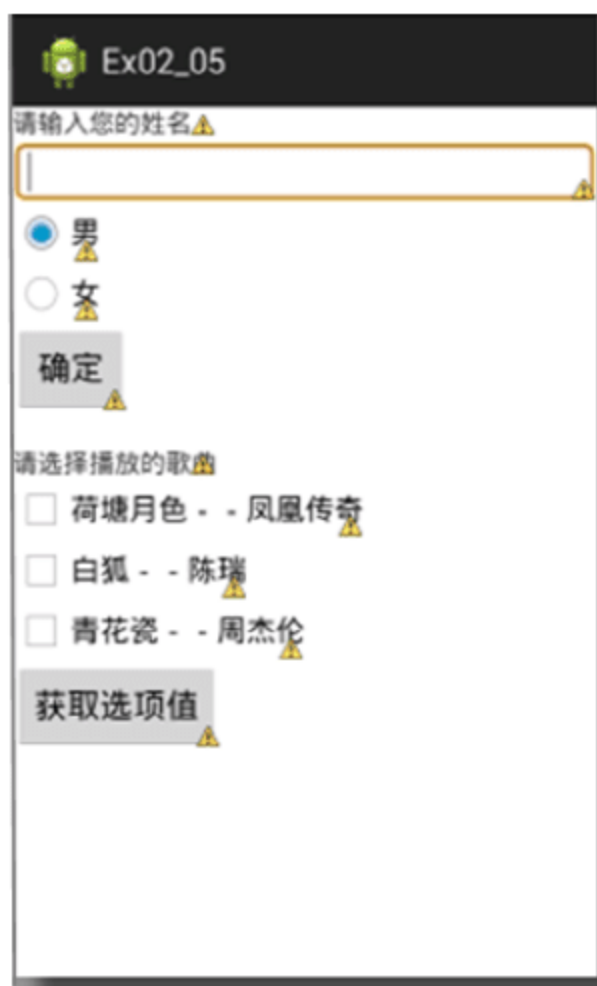 Ex02_05
请输入您的姓名
男
女
确定
请选择播放的歌曲
荷塘月色 - - 凤凰传奇
白狐 - - 陈瑞
青花瓷 - - 周杰伦
获取选项值